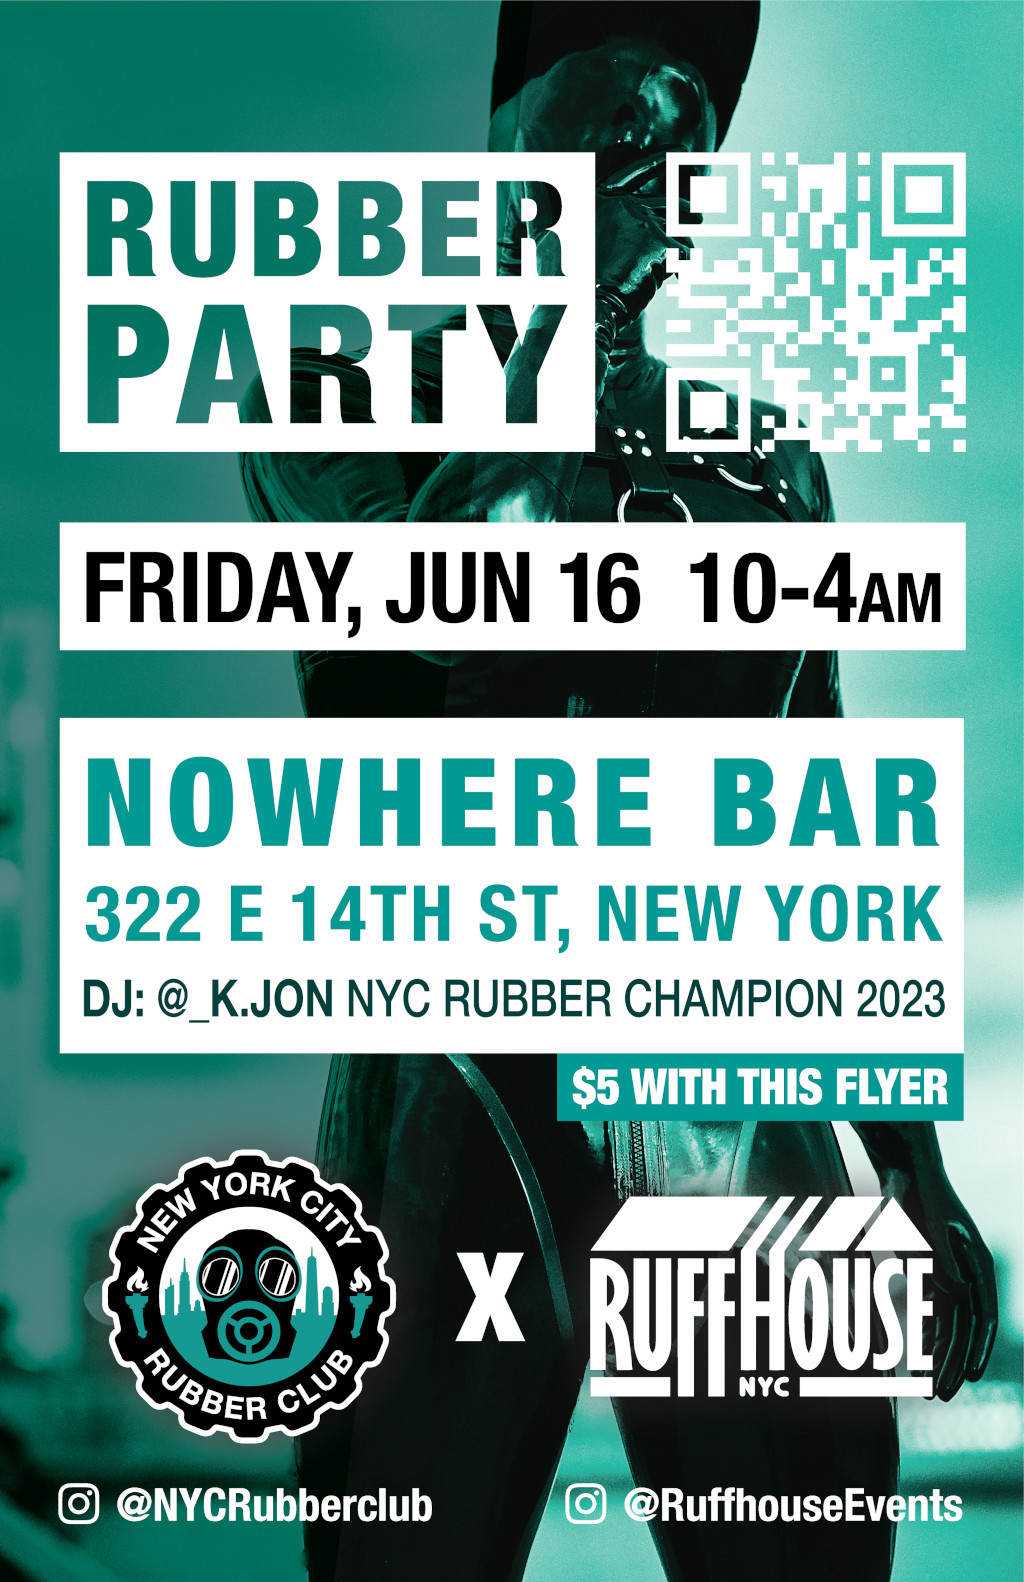 RUBBER
PARTY
FRIDAY, JUN 16 10-4AM
NOWHERE BAR
322 E 14TH ST, NEW YORK
DJ: @_K.JON NYC RUBBER CHAMPION 2023
$5 WITH THIS FLYER
NEW YORK CITY
RUBBER CLUB
X
RUFFHOUSE
NYC
@NYCRubberclub
@RuffhouseEvents